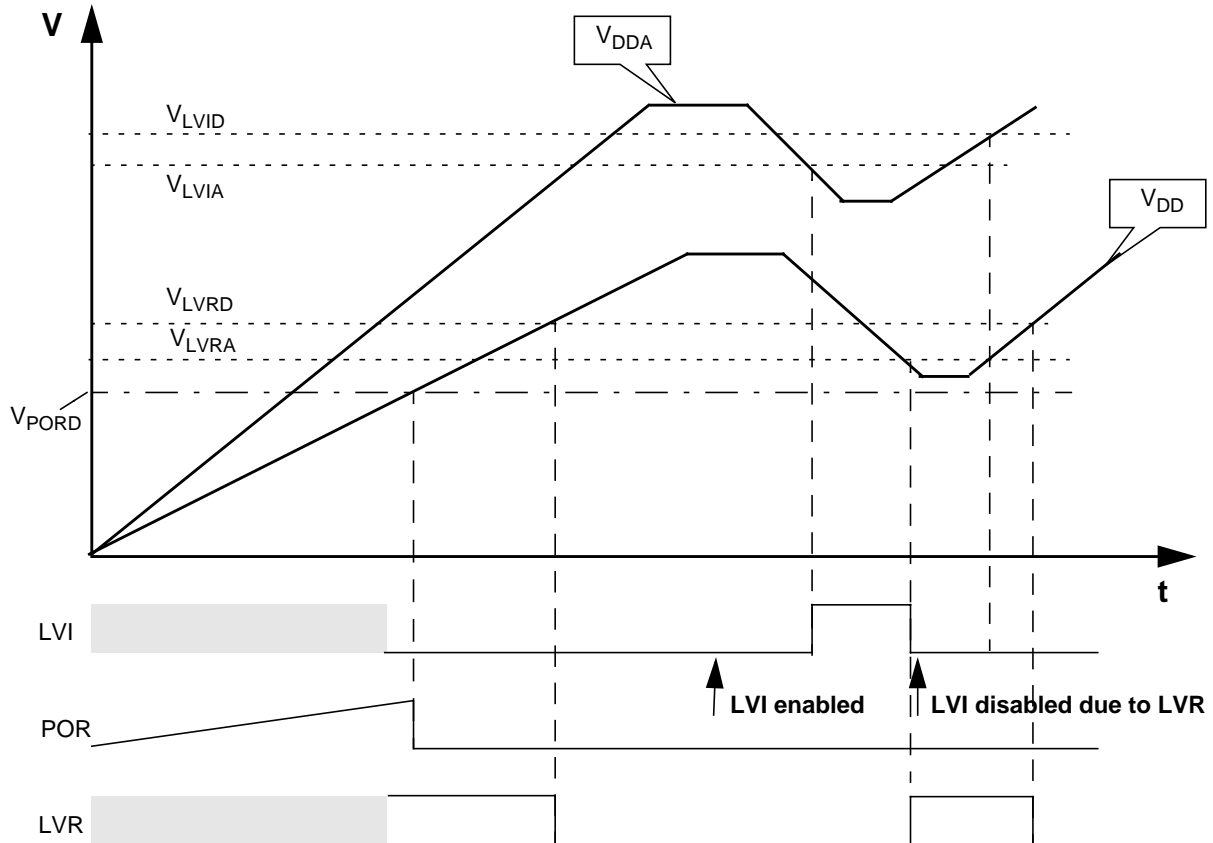 V
VDDA
VLVID
VLVIA
VDD
VLVRD
VLVRA
VPORD
t
LVI
LVI enabled
LVI disabled due to LVR
POR
LVR